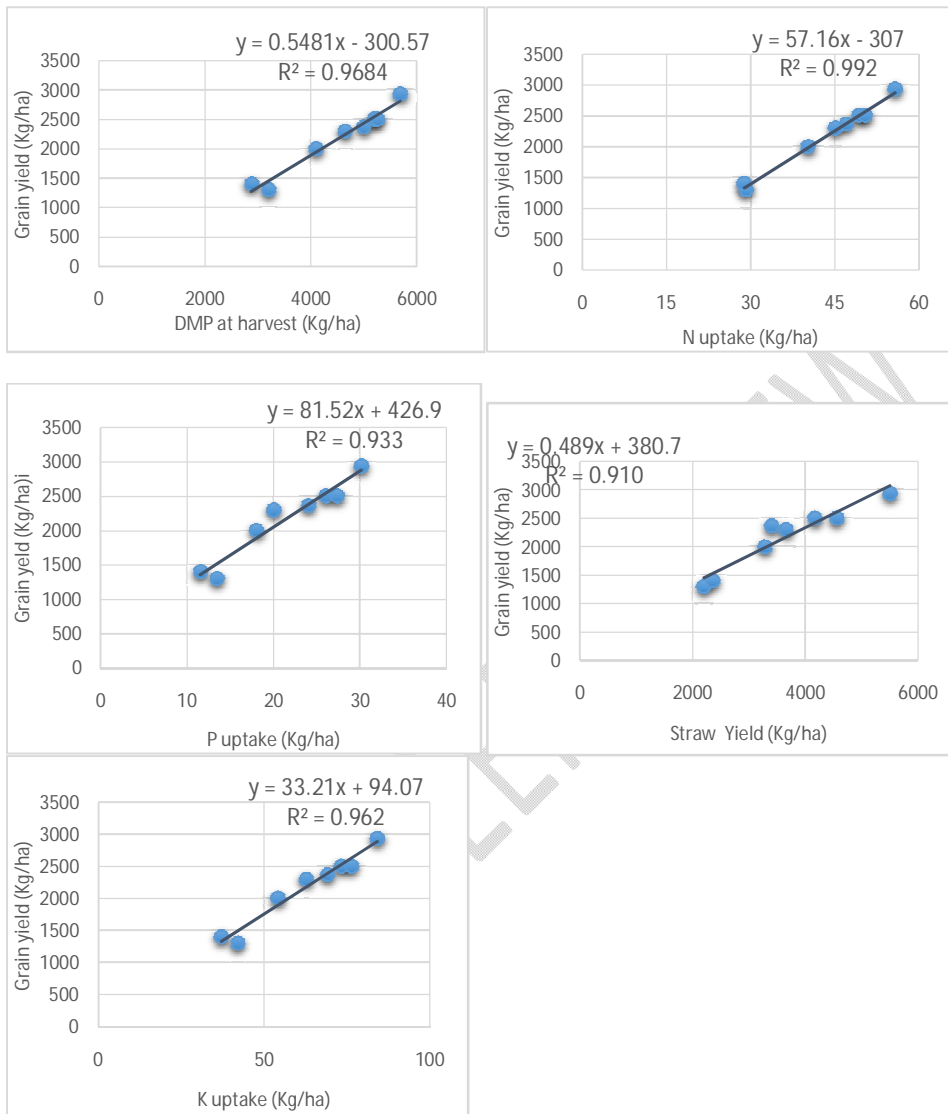 y = 0.5481x - 300.57
R² = 0.9684
3500
3000
2500
2000
1500
1000
500
0
0 2000 4000 6000
Grain yield (Kg/ha)
DMP at harvest (Kg/ha)
y = 57.16x - 307
R² = 0.992
3500
3000
2500
2000
1500
1000
500
0
0 15 30 45 60
Grain yield (Kg/ha)
N uptake (Kg/ha)
y = 81.52x + 426.9
R² = 0.933
3500
3000
2500
2000
1500
1000
500
0
0 10 20 30 40
Grain yeld (Kg/ha)i
P uptake (Kg/ha)
y = 0.489x + 380.7
R² = 0.910
3500
3000
2500
2000
1500
1000
500
0
0 2000 4000 6000
Grain yield (Kg/ha)
Straw Yield (Kg/ha)
y = 33.21x + 94.07
R² = 0.962
3500
3000
2500
2000
1500
1000
500
0
0 50 100
Grain yield (Kg/ha)
K uptake (Kg/ha)